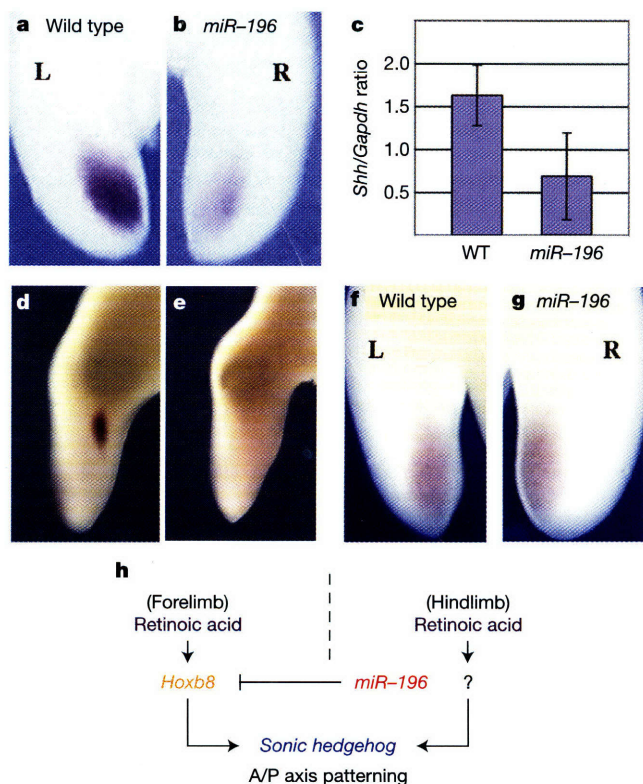 a Wild type
b miR–196
c
L
R
Shh/Gapdh ratio
2.0
1.5
1.0
0.5
WT
miR–196
d
e
f Wild type
g miR–196
L
R
h
(Forelimb)
(Hindlimb)
Retinoic acid
Retinoic acid
Hoxb8
miR–196
?
Sonic hedgehog
A/P axis patterning